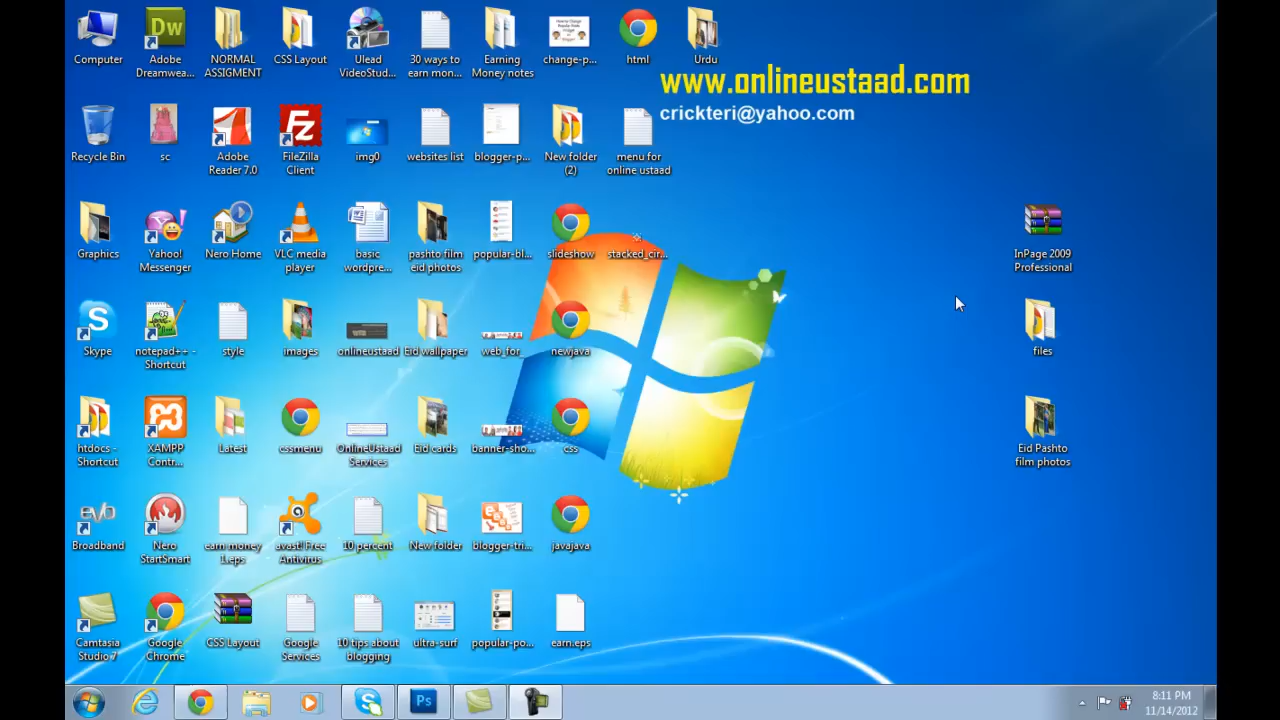 Computer
Adobe
Dreamwea...
NORMAL
ASSIGMENT
CSS Layout
Ulead
VideoStud...
30 ways to
earn mon...
Earning
Money notes
change-p...
html
Urdu
www.onlineustaad.com
crickteri@yahoo.com
Recycle Bin
sc
Adobe
Reader 7.0
FileZilla
Client
img0
websites list
blogger-p...
New folder
(2)
menu for
online ustaad
Graphics
Yahoo!
Messenger
Nero Home
VLC media
player
basic
wordpre...
pashto film
eid photos
popular-bl...
slideshow
stacked_cir...
InPage 2009
Professional
Skype
notepad++ -
Shortcut
style
images
onlineustaad
Eid wallpaper
web_for_
newjava
files
htdocs -
Shortcut
XAMPP
Contr...
Latest
cssmenu
OnlineUstaad
Services
Eid cards
banner-sho...
css
Eid Pashto
film photos
evo
Broadband
Nero
StartSmart
earn money
1.eps
avast! Free
Antivirus
10 percent
New folder
blogger-tri...
javajava
Camtasia
Studio 7
Google
Chrome
CSS Layout
Google
Services
10 tips about
blogging
ultra-surf
popular-po...
earn.eps
Dw
Fz
S
Ps
8:11 PM
11/14/2012